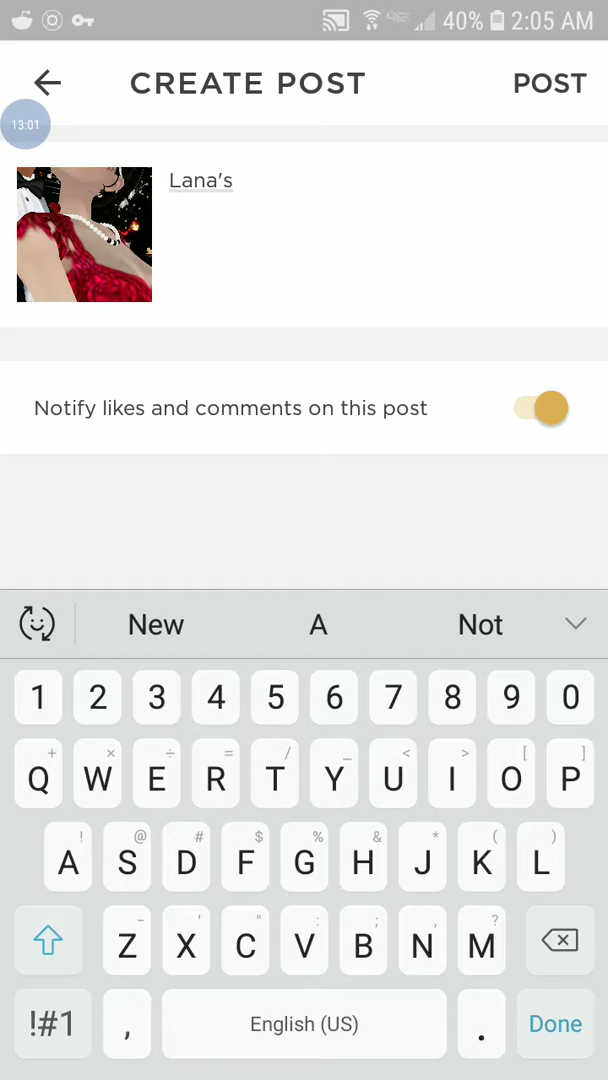 40% 2:05 AM
CREATE POST POST
13:01
Lana's
Notify likes and comments on this post
New A Not
1 2 3 4 5 6 7 8 9 0
+ × ÷ = / _ < > [ ]
Q W E R T Y U I O P
! @ # $ % & * ( )
A S D F G H J K L
- ' " : ; , ?
Z X C V B N M
!#1 , English (US) . Done